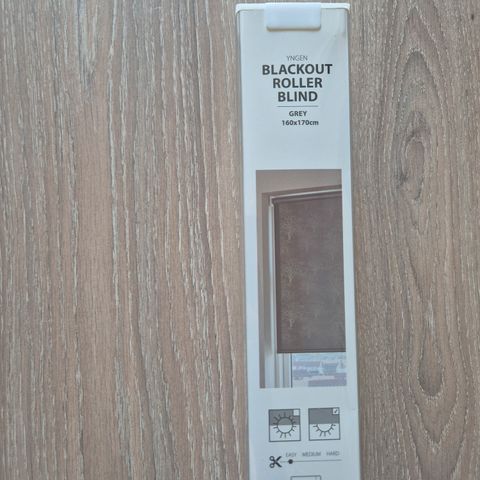 YNGEN
BLACKOUT
ROLLER
BLIND
GREY
160x170cm
EASY MEDIUM HARD